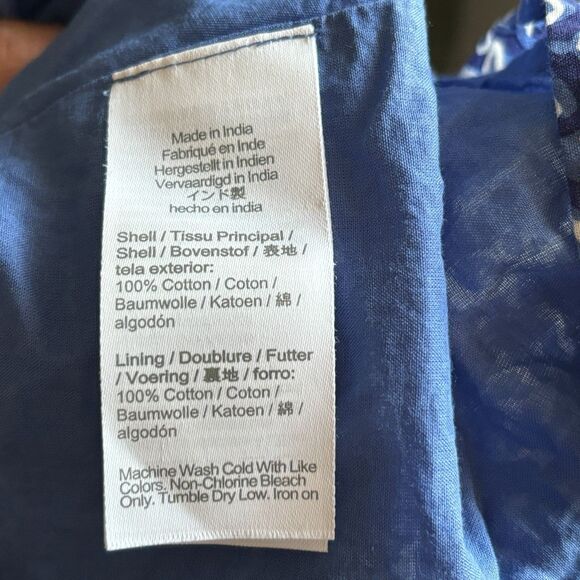 Made in India
Fabriqué en Inde
Hergestellt in Indien
Vervaardigd in India
インド製
hecho en india
Shell / Tissu Principal /
Shell / Bovenstof / 表地 /
tela exterior:
100% Cotton / Coton /
Baumwolle / Katoen / 綿 /
algodón
Lining / Doublure / Futter
/ Voering / 裏地 / forro:
100% Cotton / Coton /
Baumwolle / Katoen / 綿 /
algodón
Machine Wash Cold With Like
Colors. Non-Chlorine Bleach
Only. Tumble Dry Low. Iron on